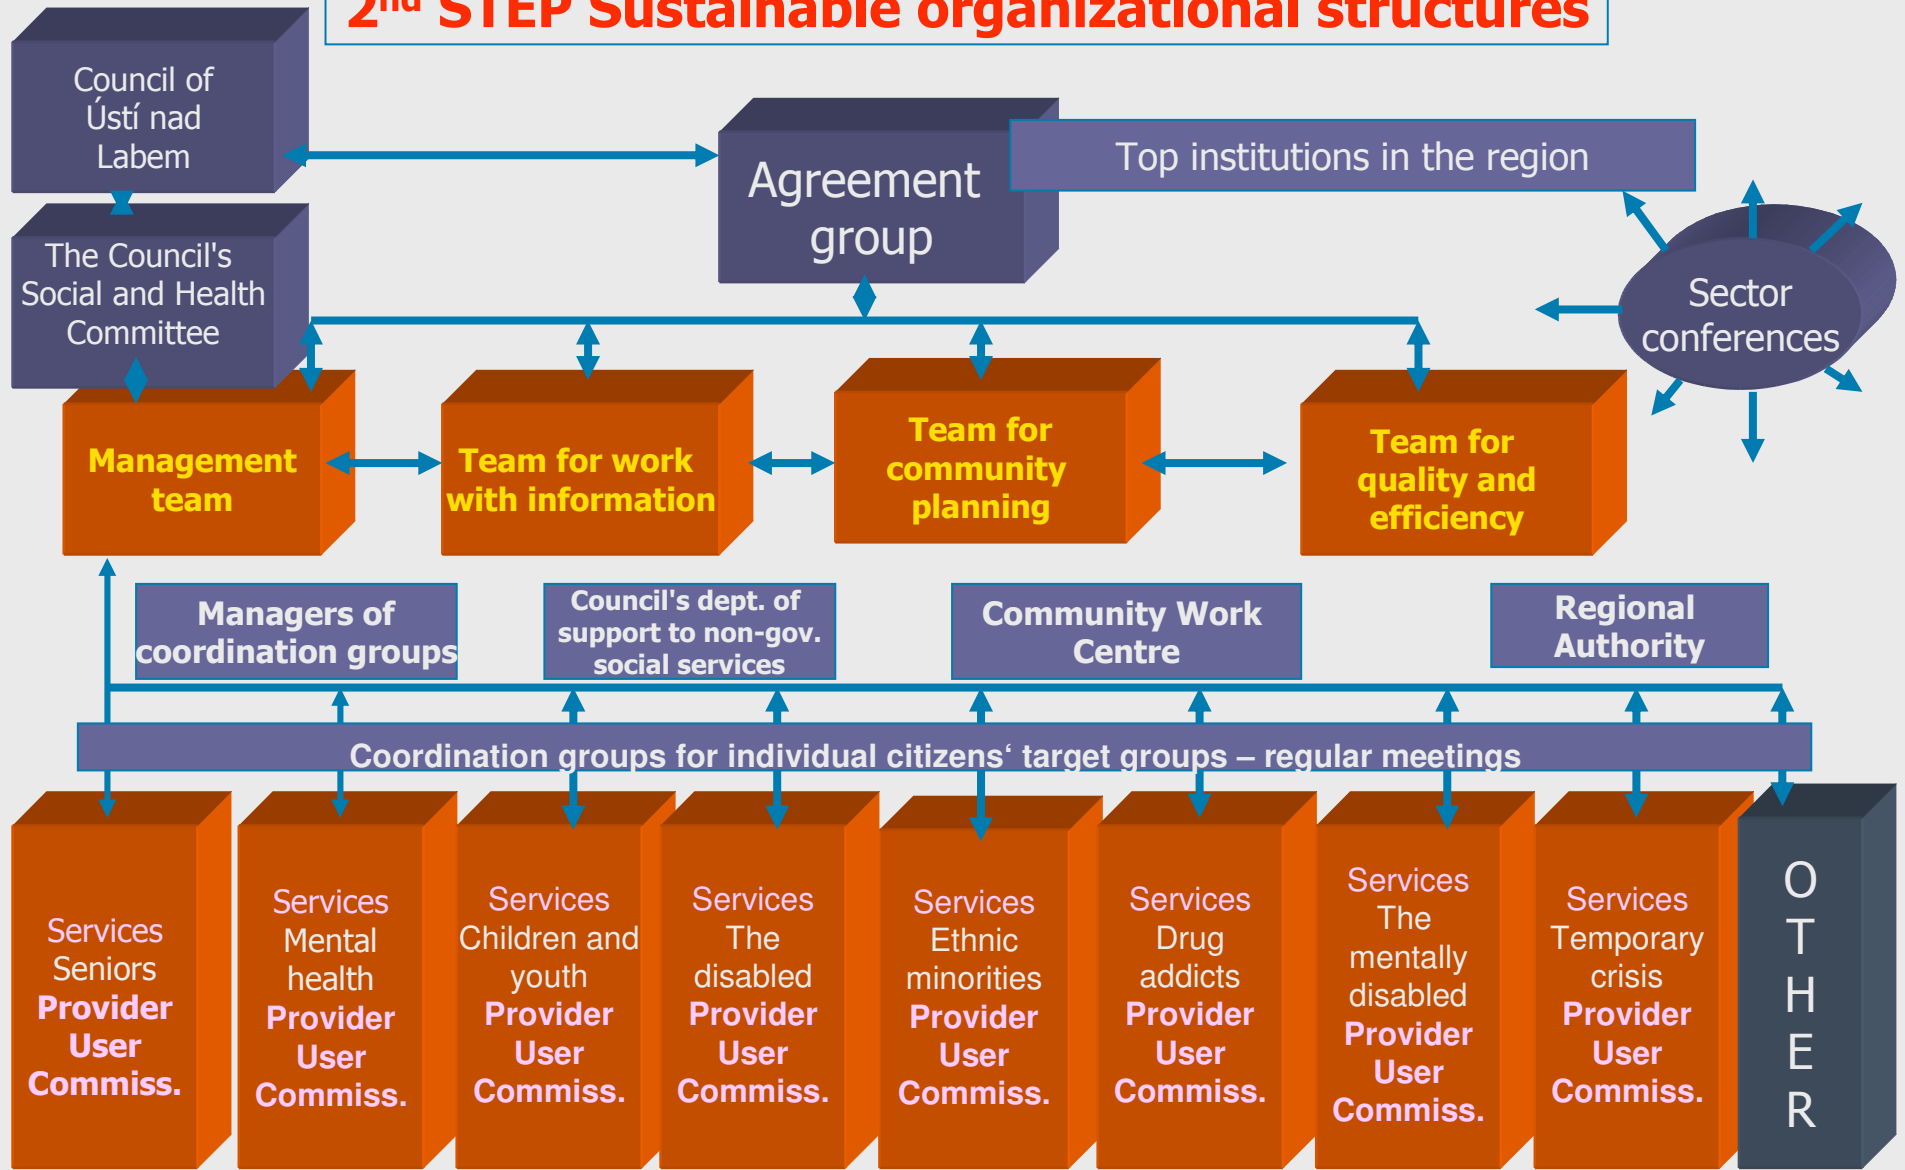 2nd STEP Sustainable organizational structures
Council of
Ústí nad
Labem
Agreement
group
Top institutions in the region
The Council's
Social and Health
Committee
Sector
conferences
Management
team
Team for work
with information
Team for
community
planning
Team for
quality and
efficiency
Managers of
coordination groups
Council's dept. of
support to non-gov.
social services
Community Work
Centre
Regional
Authority
Coordination groups for individual citizens‘ target groups – regular meetings
Services
Seniors
Provider
User
Commiss.
Services
Mental
health
Provider
User
Commiss.
Services
Children and
youth
Provider
User
Commiss.
Services
The
disabled
Provider
User
Commiss.
Services
Ethnic
minorities
Provider
User
Commiss.
Services
Drug
addicts
Provider
User
Commiss.
Services
The
mentally
disabled
Provider
User
Commiss.
Services
Temporary
crisis
Provider
User
Commiss.
O
T
H
E
R